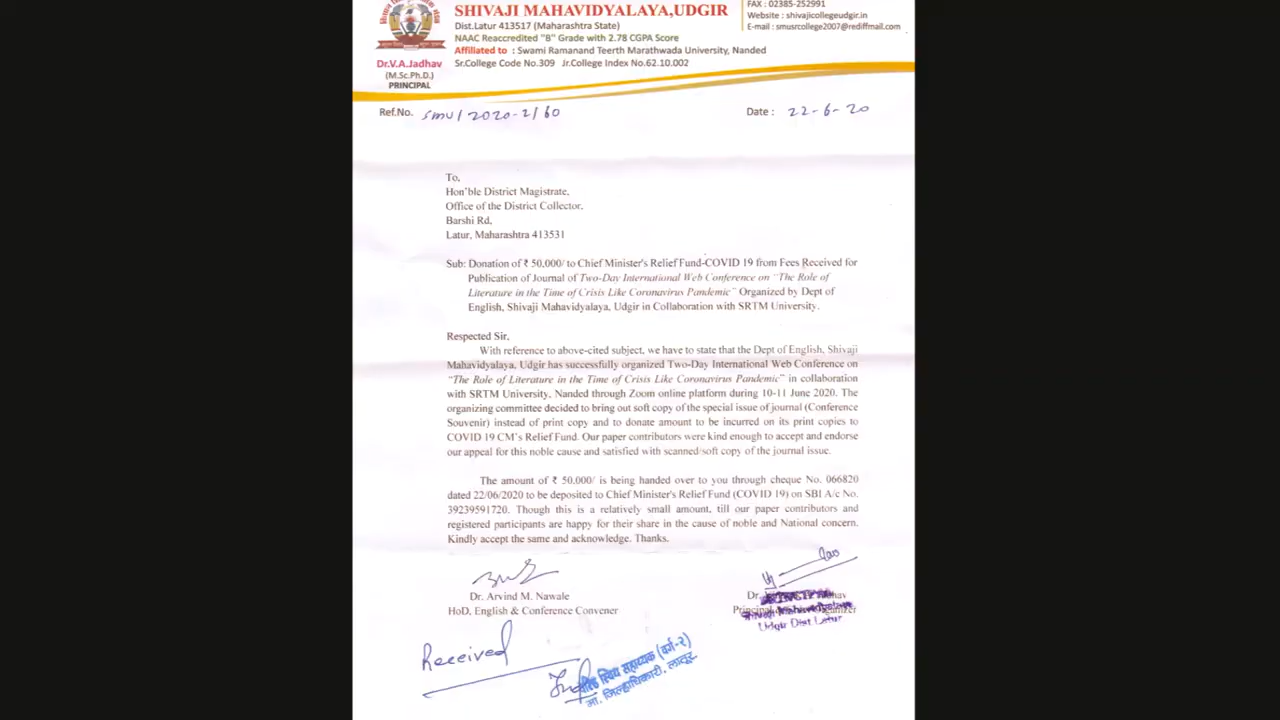 SHIVAJI MAHAVIDYALAYA,UDGIR
Dist.Latur 413517 (Maharashtra State)
NAAC Reaccredited "B" Grade with 2.78 CGPA Score
Affiliated to : Swami Ramanand Teerth Marathwada University, Nanded
Sr.College Code No.309 Jr.College Index No.62.10.002
FAX : 02385-252991
Website : shivajicollegeudgir.in
E-mail : smusrcollege2007@rediffmail.com
Dr.V.A.Jadhav
(M.Sc.Ph.D.)
PRINCIPAL
Ref.No. SMU/2020-21/60
Date : 22-6-20
To,
Hon'ble District Magistrate,
Office of the District Collector,
Barshi Rd,
Latur, Maharashtra 413531
Sub: Donation of ₹ 50,000/ to Chief Minister's Relief Fund-COVID 19 from Fees Received for
Publication of Journal of Two-Day International Web Conference on "The Role of
Literature in the Time of Crisis Like Coronavirus Pandemic" Organized by Dept of
English, Shivaji Mahavidyalaya, Udgir in Collaboration with SRTM University.
Respected Sir,
With reference to above-cited subject, we have to state that the Dept of English, Shivaji
Mahavidyalaya, Udgir has successfully organized Two-Day International Web Conference on
"The Role of Literature in the Time of Crisis Like Coronavirus Pandemic" in collaboration
with SRTM University, Nanded through Zoom online platform during 10-11 June 2020. The
organizing committee decided to bring out soft copy of the special issue of journal (Conference
Souvenir) instead of print copy and to donate amount to be incurred on its print copies to
COVID 19 CM's Relief Fund. Our paper contributors were kind enough to accept and endorse
our appeal for this noble cause and satisfied with scanned/soft copy of the journal issue.
The amount of ₹ 50,000/ is being handed over to you through cheque No. 066820
dated 22/06/2020 to be deposited to Chief Minister's Relief Fund (COVID 19) on SBI A/c No.
39239591720. Though this is a relatively small amount, till our paper contributors and
registered participants are happy for their share in the cause of noble and National concern.
Kindly accept the same and acknowledge. Thanks.
Dr. Arvind M. Nawale
HoD, English & Conference Convener
Dr.
Principal
PRINCIPAL
Shivaji Mahavidyalaya
Udgir Dist.Latur
Received
सहाय्यक (वर्ग-२)
मा. जिल्हाधिकारी, लातूर